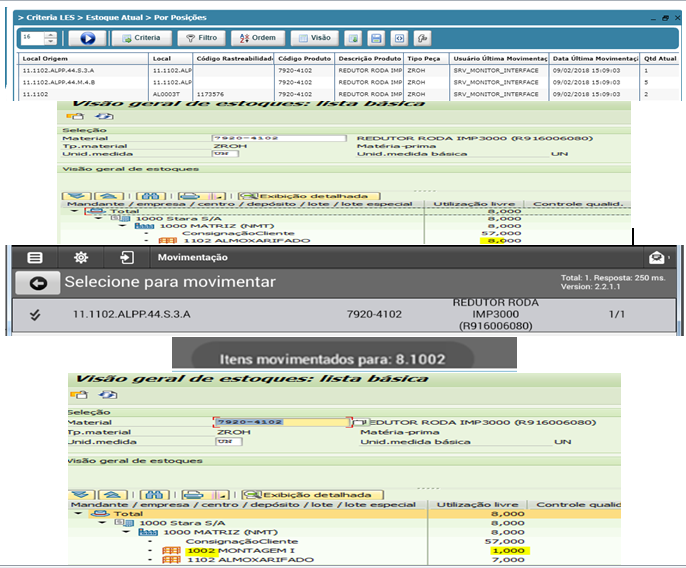 > Criteria LES > Estoque Atual > Por Posições
16 Criteria Filtro Ordem Visão
Local Origem Local Código Rastreabilidad Código Produto Descrição Produto Tipo Peça Usuário Última Movimentaç Data Última Movimentaçã Qtd Atual
11.1102.ALPP.44.S.3.A 11.1102.ALP 7920-4102 REDUTOR RODA IMP ZROH SRV_MONITOR_INTERFACE 09/02/2018 15:09:03 1
11.1102.ALPP.44.M.4.B 11.1102.ALP 7920-4102 REDUTOR RODA IMP ZROH SRV_MONITOR_INTERFACE 09/02/2018 15:09:03 5
11.1102 AL0003T 1173576 7920-4102 REDUTOR RODA IMP ZROH SRV_MONITOR_INTERFACE 09/02/2018 15:09:03 2
Visão geral de estoques: lista básica
Seleção
Material 7920-4102 REDUTOR RODA IMP3000 (R916006080)
Tp.material ZROH Matéria-prima
Unid.medida UN Unid.medida básica UN
Visão geral de estoques
Exibição detalhada
Mandante / empresa / centro / depósito / lote / lote especial Utilização livre Controle qualid.
Total 8,000
1000 Stara S/A 8,000
1000 MATRIZ (NMT) 8,000
ConsignaçãoCliente 57,000
1102 ALMOXARIFADO 8,000
Movimentação
Selecione para movimentar
Total: 1. Resposta: 250 ms.
Version: 2.2.1.1
11.1102.ALPP.44.S.3.A 7920-4102 REDUTOR RODA IMP3000 (R916006080) 1/1
Itens movimentados para: 8.1002
Visão geral de estoques: lista básica
Seleção
Material 7920-4102 REDUTOR RODA IMP3000 (R916006080)
Tp.material ZROH Matéria-prima
Unid.medida UN Unid.medida básica UN
Visão geral de estoques
Exibição detalhada
Mandante / empresa / centro / depósito / lote / lote especial Utilização livre Controle qualid
Total 8,000
1000 Stara S/A 8,000
1000 MATRIZ (NMT) 8,000
ConsignaçãoCliente 57,000
1002 MONTAGEM I 1,000
1102 ALMOXARIFADO 7,000